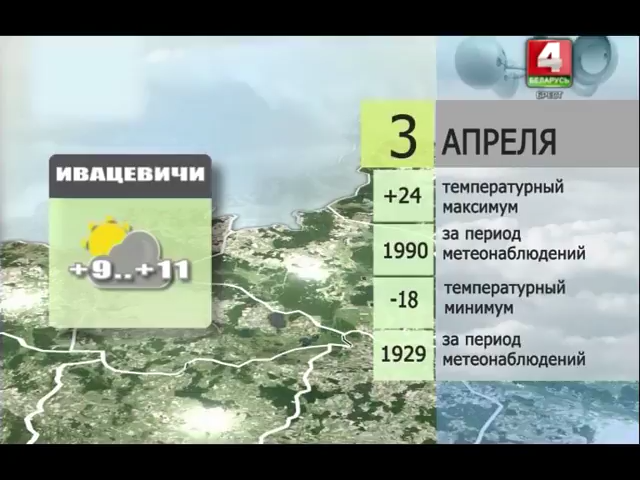 4
БЕЛАРУСЬ
БРЕСТ
3 АПРЕЛЯ
ИВАЦЕВИЧИ
+9..+11
+24 температурный
максимум
1990 за период
метеонаблюдений
-18 температурный
минимум
1929 за период
метеонаблюдений